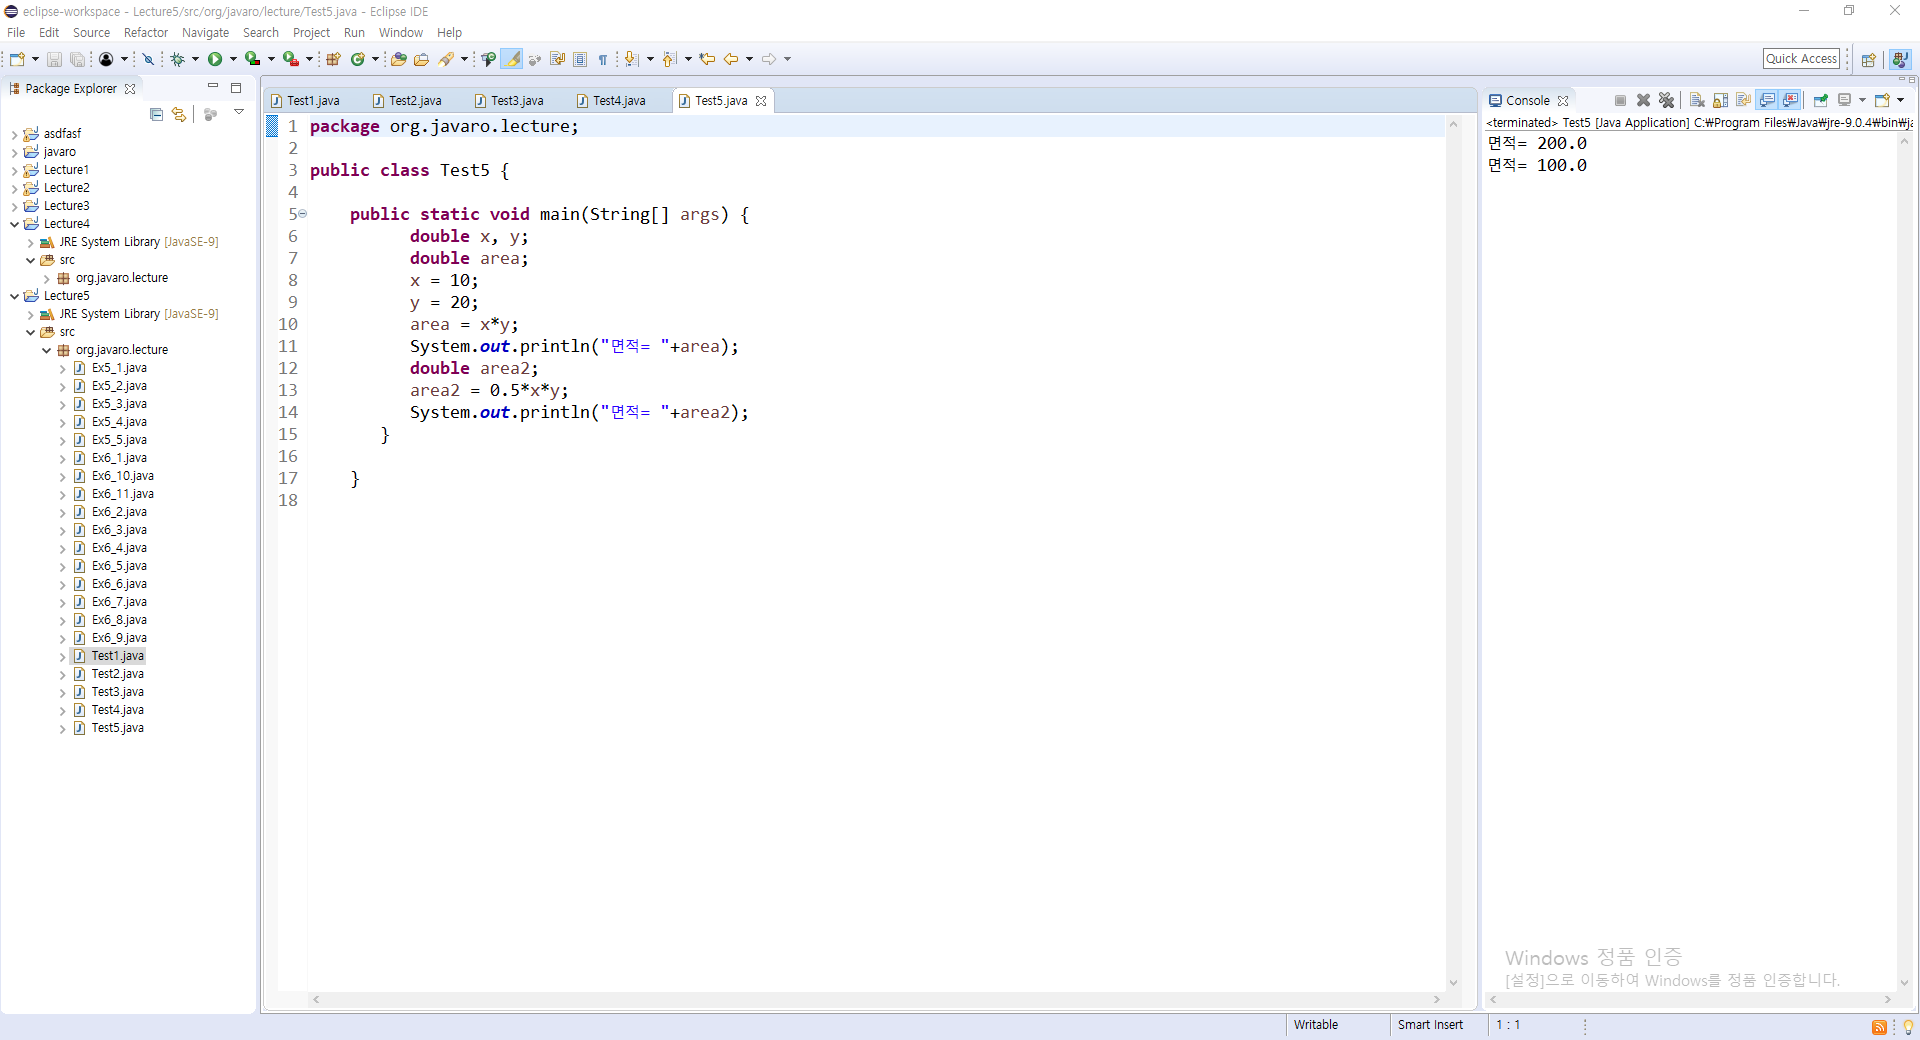 eclipse-workspace - Lecture5/src/org/javaro/lecture/Test5.java - Eclipse IDE
File Edit Source Refactor Navigate Search Project Run Window Help
Quick Access
Package Explorer
asdfasf
javaro
Lecture1
Lecture2
Lecture3
Lecture4
JRE System Library [JavaSE-9]
src
org.javaro.lecture
Lecture5
JRE System Library [JavaSE-9]
src
org.javaro.lecture
Ex5_1.java
Ex5_2.java
Ex5_3.java
Ex5_4.java
Ex5_5.java
Ex6_1.java
Ex6_10.java
Ex6_11.java
Ex6_2.java
Ex6_3.java
Ex6_4.java
Ex6_5.java
Ex6_6.java
Ex6_7.java
Ex6_8.java
Ex6_9.java
Test1.java
Test2.java
Test3.java
Test4.java
Test5.java
Test1.java Test2.java Test3.java Test4.java Test5.java
1 package org.javaro.lecture;
2
3 public class Test5 {
4
5 public static void main(String[] args) {
6 double x, y;
7 double area;
8 x = 10;
9 y = 20;
10 area = x*y;
11 System.out.println("면적= "+area);
12 double area2;
13 area2 = 0.5*x*y;
14 System.out.println("면적= "+area2);
15 }
16
17 }
18
Console
<terminated> Test5 [Java Application] C:₩Program Files₩Java₩jre-9.0.4₩bin₩ja
면적= 200.0
면적= 100.0
Windows 정품 인증
[설정]으로 이동하여 Windows를 정품 인증합니다.
Writable Smart Insert 1 : 1